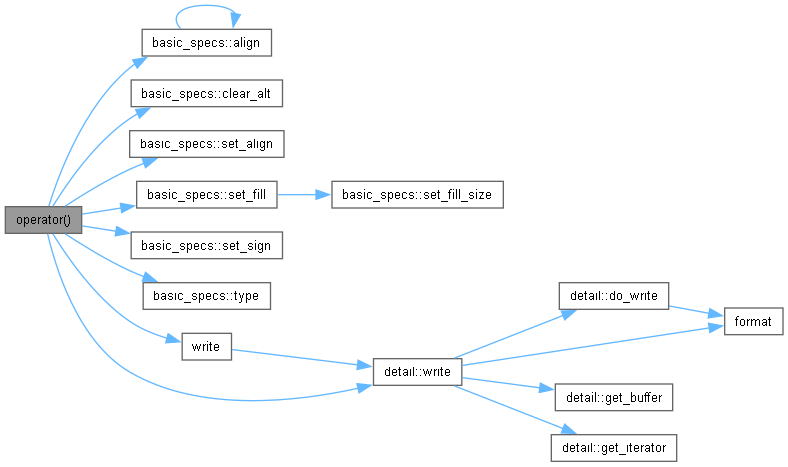 basic_specs::align
basic_specs::clear_alt
basic_specs::set_align
basic_specs::set_fill
basic_specs::set_fill_size
operator()
basic_specs::set_sign
basic_specs::type
detail::do_write
format
write
detail::write
detail::get_buffer
detail::get_iterator